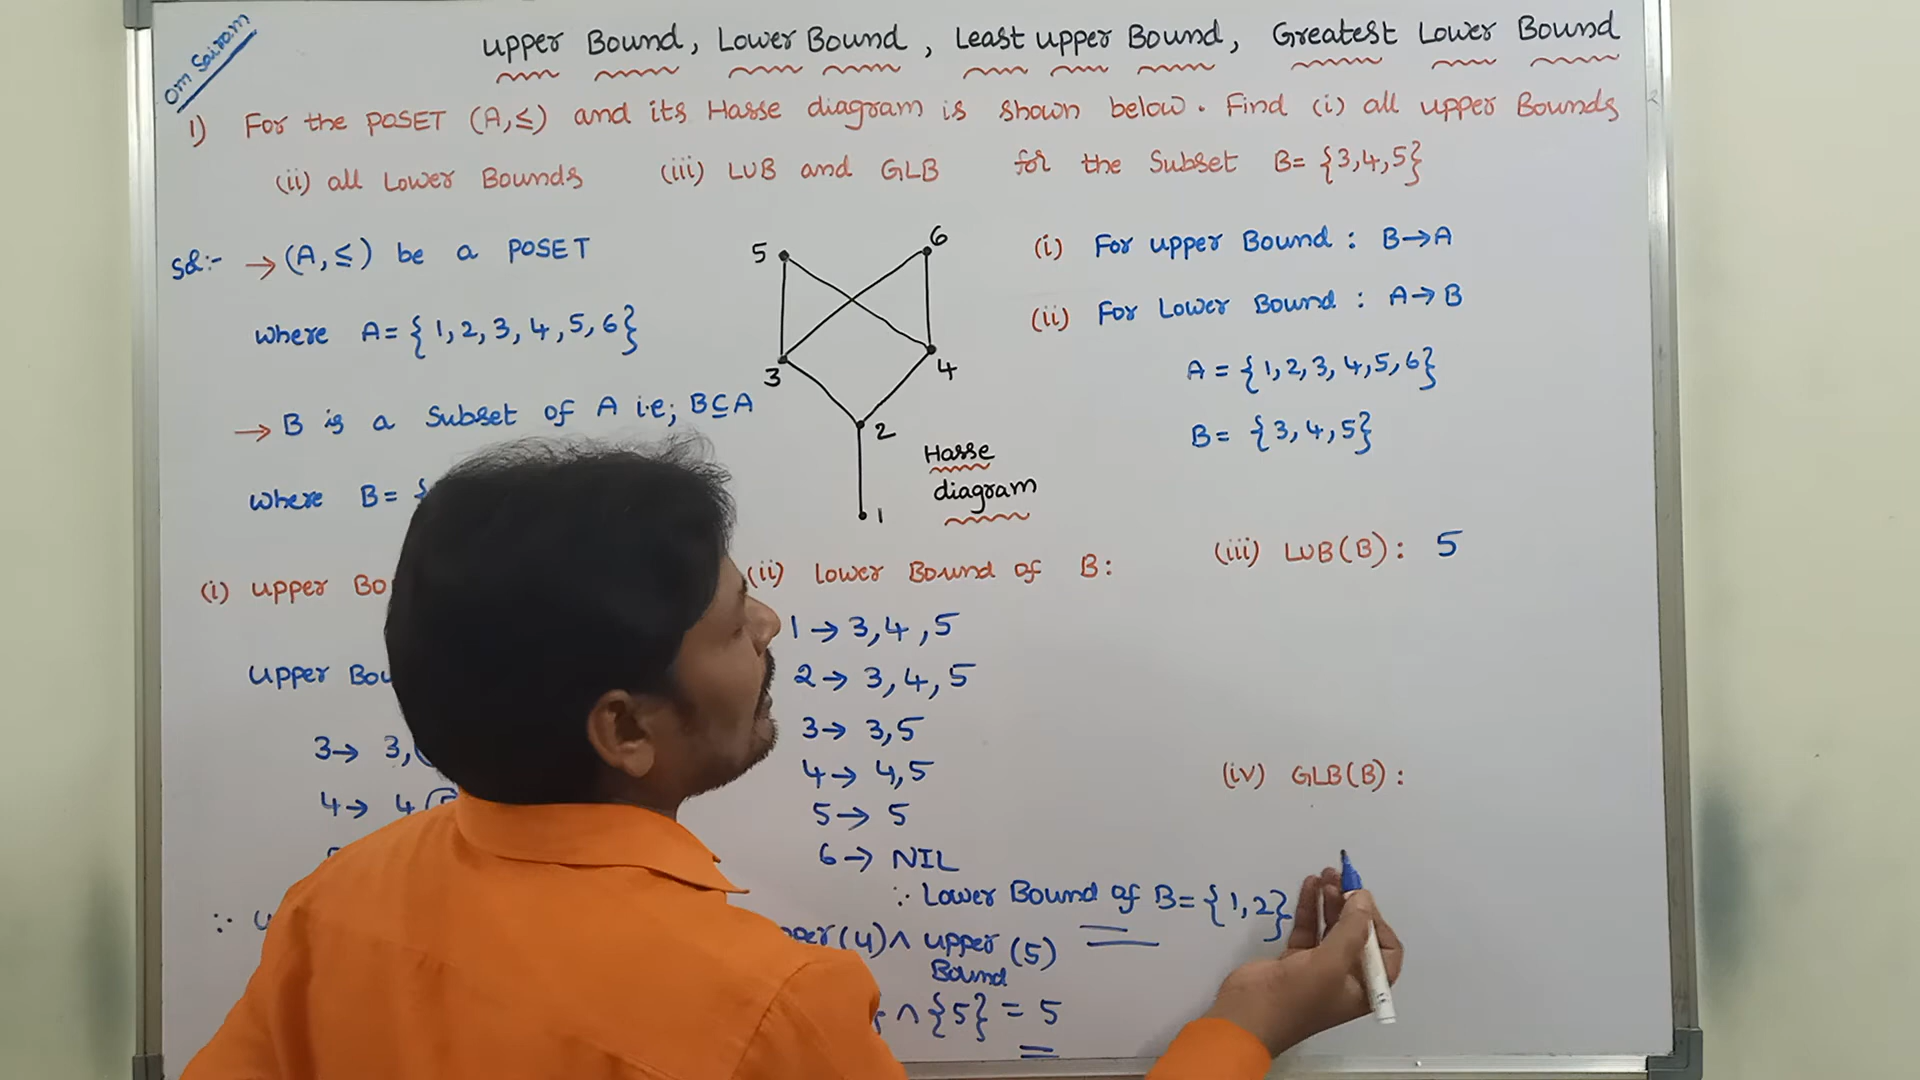 Om Sairam
Upper Bound, Lower Bound, Least upper Bound, Greatest Lower Bound
1) For the POSET (A,≤) and its Hasse diagram is shown below. Find (i) all upper Bounds
(ii) all Lower Bounds (iii) LUB and GLB for the Subset B= {3,4,5}
Sol:- → (A,≤) be a POSET
where A= {1,2,3,4,5,6}
→ B is a Subset of A i.e; B⊆A
where B= {
5
6
3
4
2
1
Hasse
diagram
(i) For upper Bound : B→A
(ii) For Lower Bound : A→B
A = {1,2,3,4,5,6}
B= {3,4,5}
(i) upper Bo
Upper Bou
3→ 3,
4→ 4
∴ U
(ii) Lower Bound of B:
1 → 3,4,5
2→ 3,4,5
3→ 3,5
4→ 4,5
5→ 5
6→ NIL
∴ Lower Bound of B= {1,2}
pper(4)∧ upper (5)
Bound
∧ {5} = 5
(iii) LUB(B): 5
(iv) GLB(B):